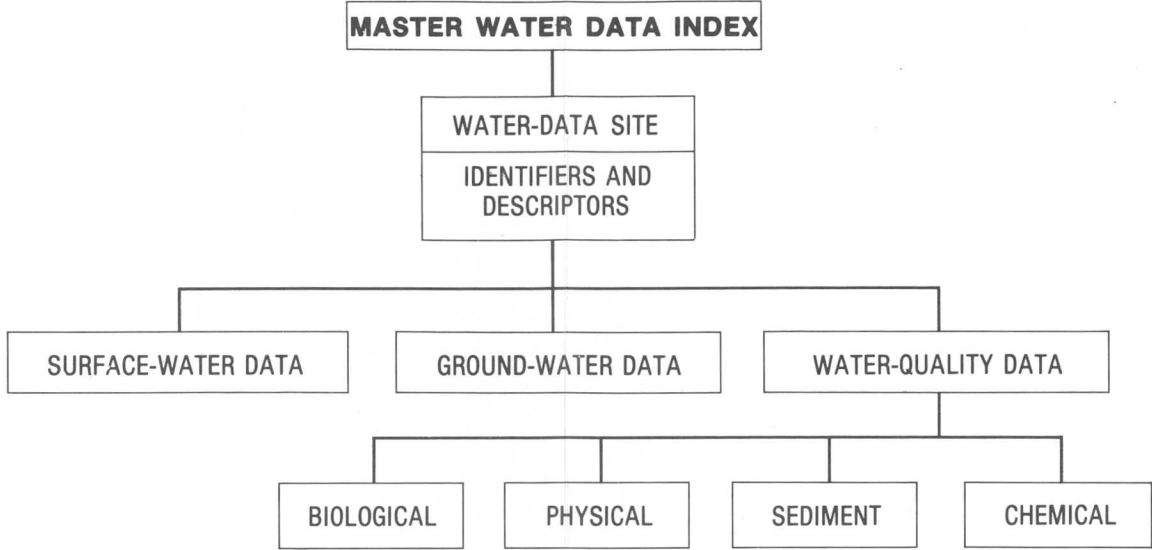 MASTER WATER DATA INDEX
WATER-DATA SITE
IDENTIFIERS AND
DESCRIPTORS
SURFACE-WATER DATA
GROUND-WATER DATA
WATER-QUALITY DATA
BIOLOGICAL
PHYSICAL
SEDIMENT
CHEMICAL